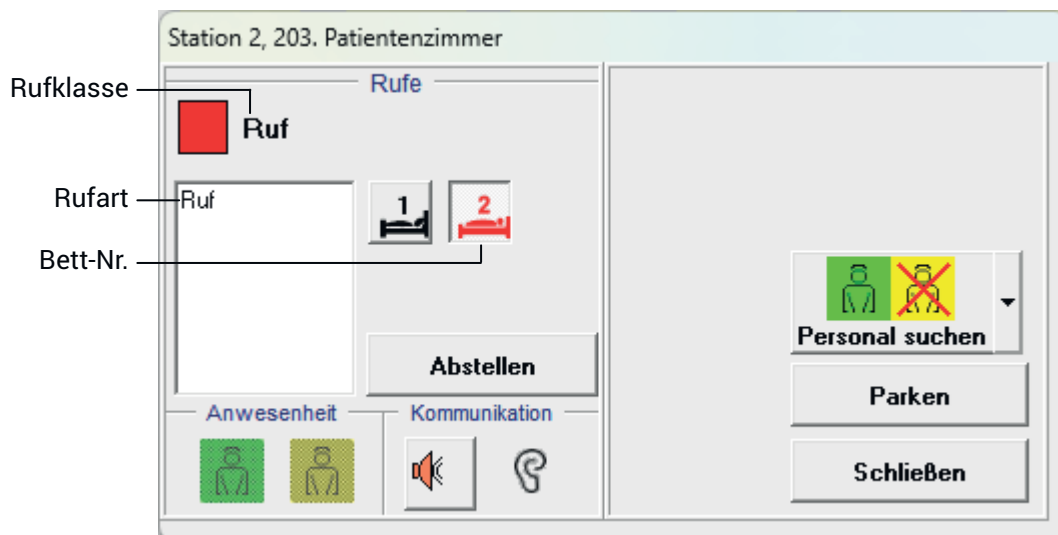 Station 2, 203. Patientenzimmer
Rufe
Rufklasse
Ruf
Rufart
Ruf
1
2
Bett-Nr.
Personal suchen
Abstellen
Parken
Anwesenheit
Kommunikation
Schließen